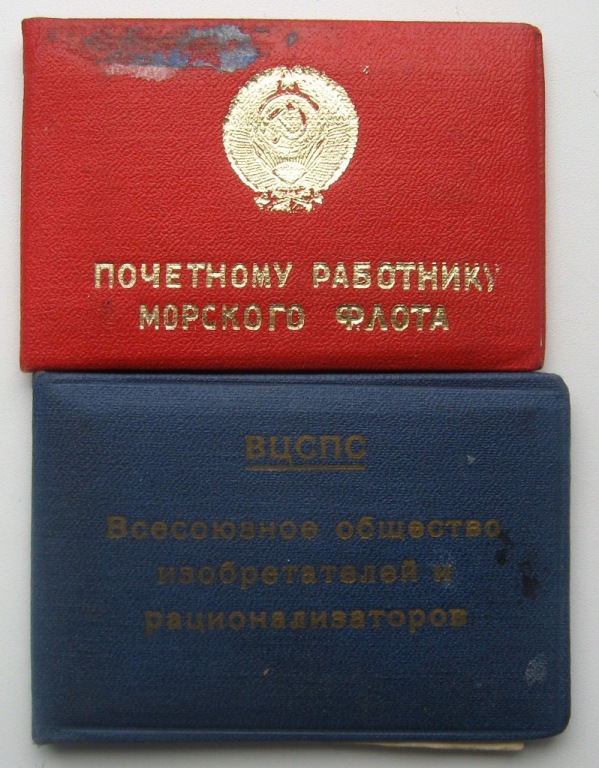 ПОЧЕТНОМУ РАБОТНИКУ
МОРСКОГО ФЛОТА
ВЦСПС
Всесоюзное общество
изобретателей и
рационализаторов